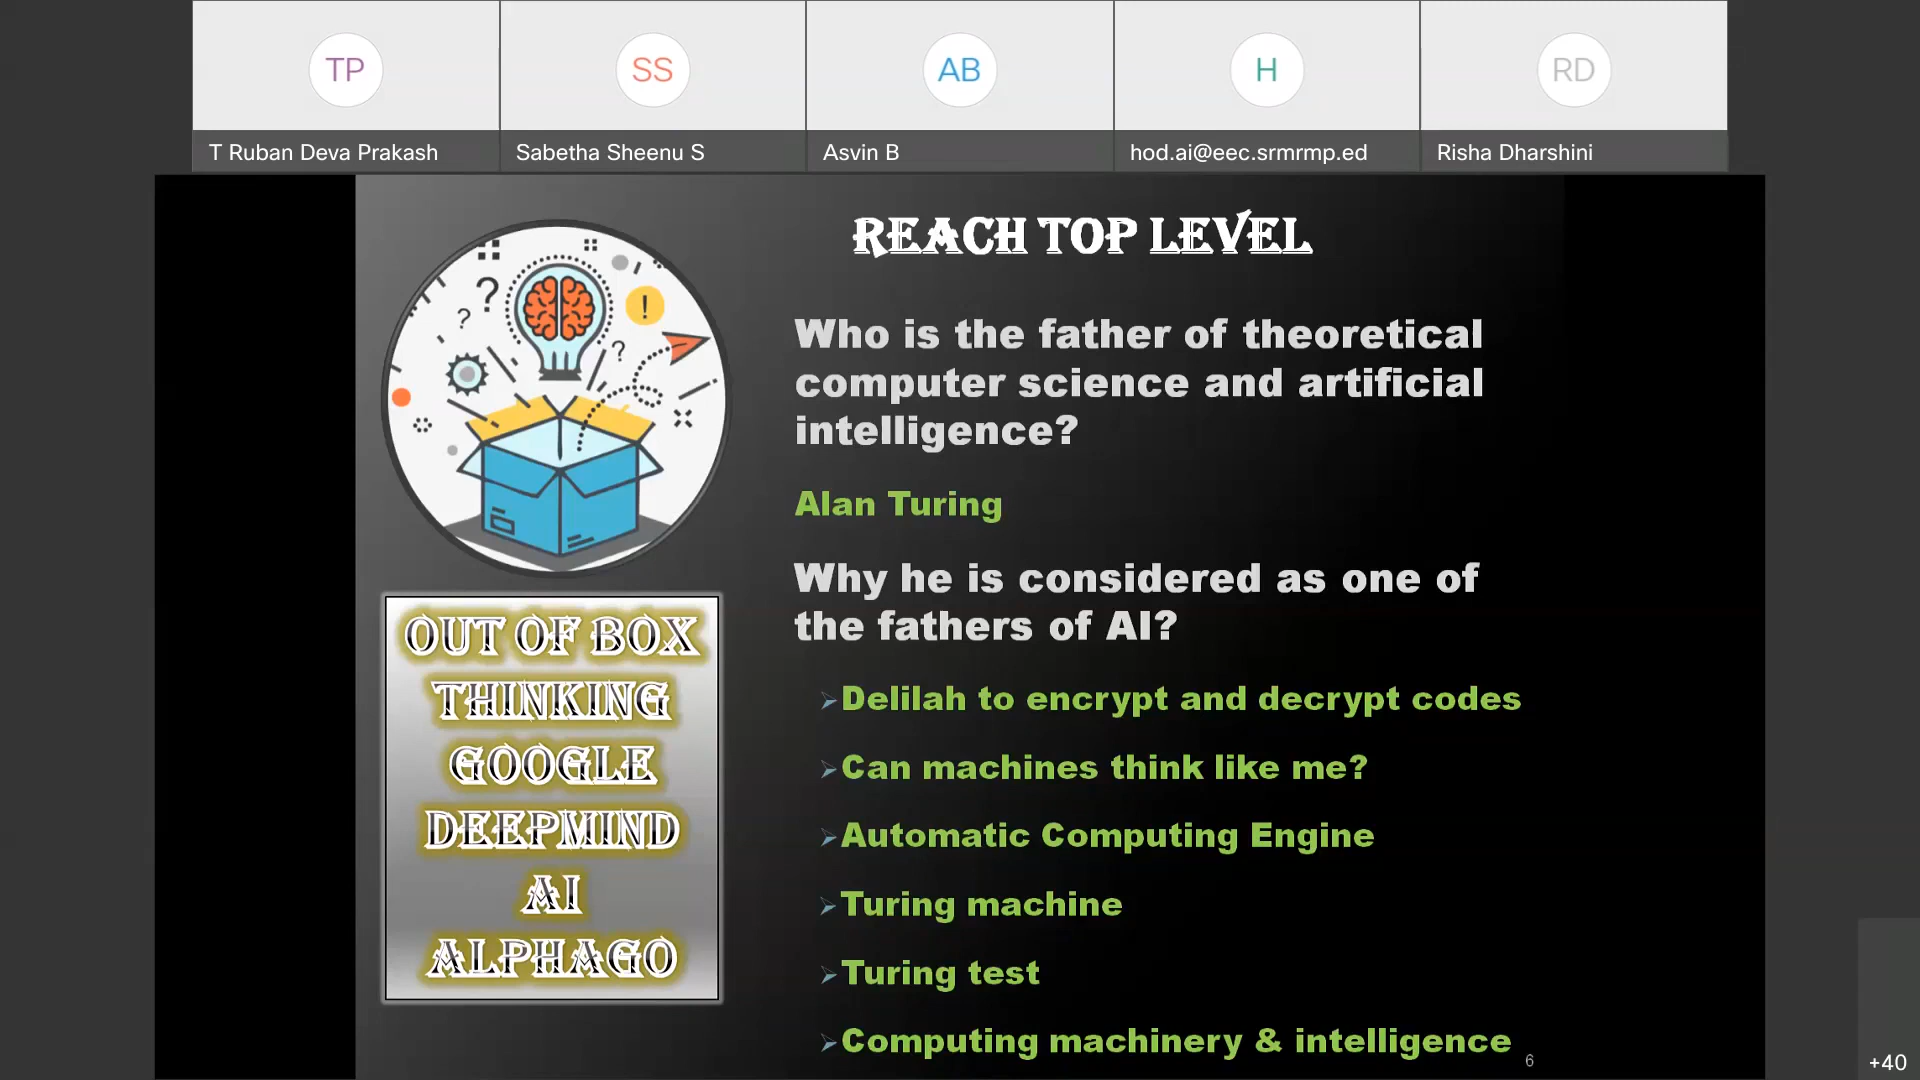 TP
SS
AB
H
RD
T Ruban Deva Prakash
Sabetha Sheenu S
Asvin B
hod.ai@eec.srmrmp.ed
Risha Dharshini
REACH TOP LEVEL
Who is the father of theoretical
computer science and artificial
intelligence?
Alan Turing
Why he is considered as one of
the fathers of AI?
➢Delilah to encrypt and decrypt codes
➢Can machines think like me?
➢Automatic Computing Engine
➢Turing machine
➢Turing test
➢Computing machinery & intelligence
? ? ? !
OUT OF BOX
THINKING
GOOGLE
DEEPMIND
AI
ALPHAGO
6
+40